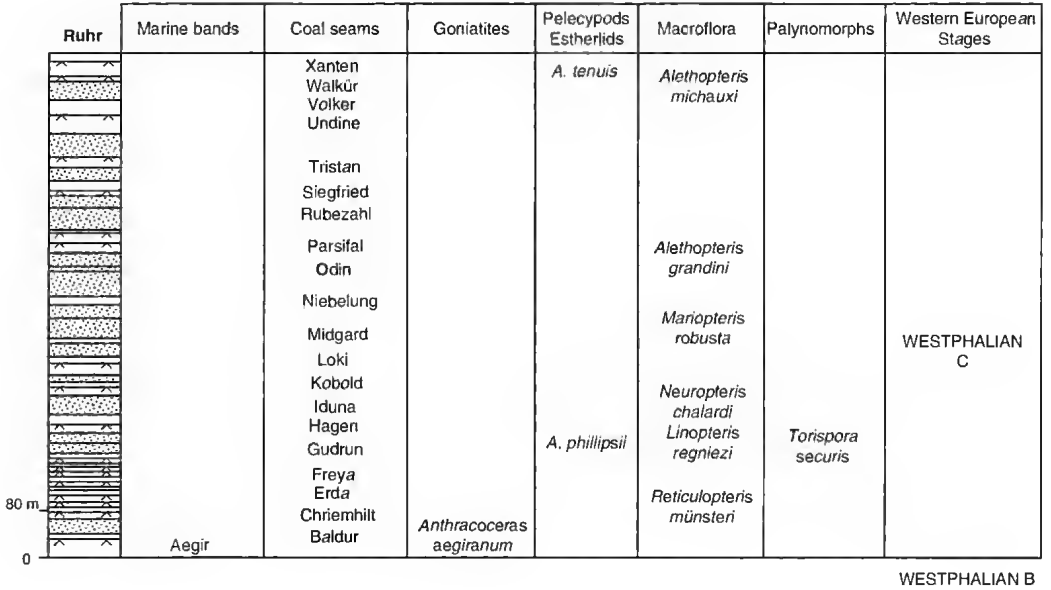 Ruhr
Marine bands
Coal seams
Goniatites
Pelecypods
Estheriids
Macroflora
Palynomorphs
Western European
Stages
Xanten
Walkür
Volker
Undine
Tristan
Siegfried
Rubezahl
Parsifal
Odin
Niebelung
Midgard
Loki
Kobold
Iduna
Hagen
Gudrun
Freya
Erda
Chriemhilt
Baldur
Aegir
Anthracoceras
aegiranum
A. tenuis
A. phillipsii
Alethopteris
michauxi
Alethopteris
grandini
Mariopteris
robusta
Neuropteris
chalardi
Linopteris
regniezi
Reticulopteris
münsteri
Torispora
securis
WESTPHALIAN
C
80 m
0
WESTPHALIAN B